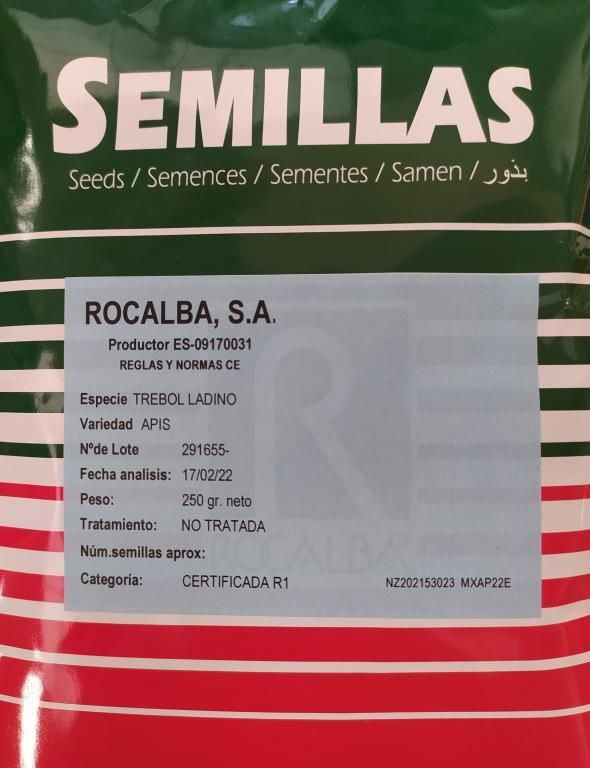 SEMILLAS
Seeds / Semences / Sementes / Samen / بذور
ROCALBA, S.A.
Productor ES-09170031
REGLAS Y NORMAS CE
Especie TREBOL LADINO
Variedad APIS
Nºde Lote 291655-
Fecha analisis: 17/02/22
Peso: 250 gr. neto
Tratamiento: NO TRATADA
Núm.semillas aprox:
Categoría: CERTIFICADA R1 NZ202153023 MXAP22E
R
ROCALBA